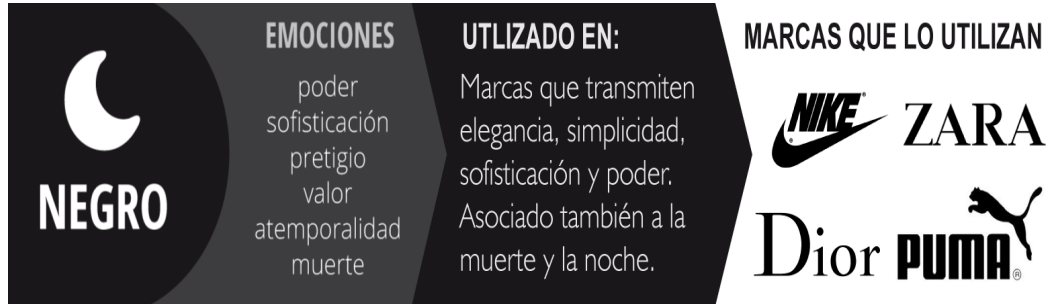 NEGRO
EMOCIONES
poder
sofisticación
pretigio
valor
atemporalidad
muerte
UTLIZADO EN:
Marcas que transmiten
elegancia, simplicidad,
sofisticación y poder.
Asociado también a la
muerte y la noche.
MARCAS QUE LO UTILIZAN
NIKE
ZARA
Dior
PUMA®